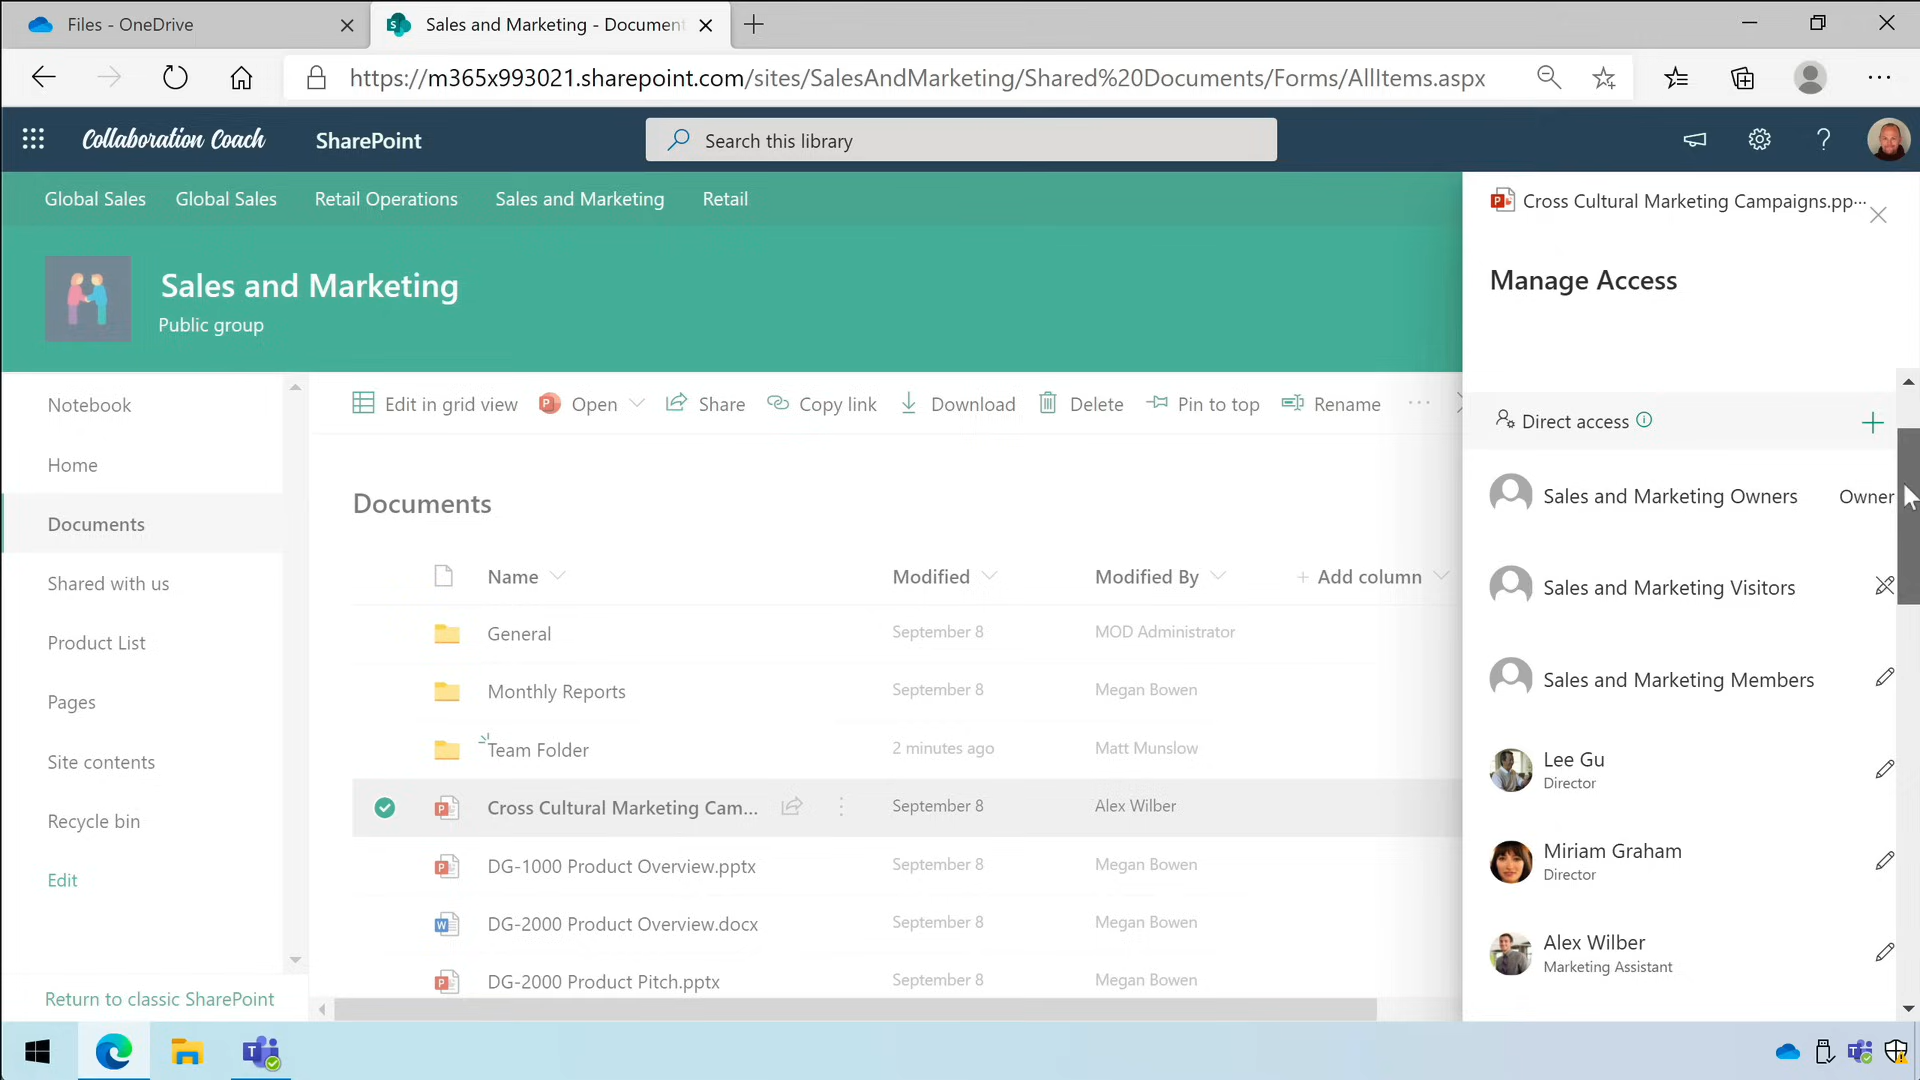 Files - OneDrive
Sales and Marketing - Document
https://m365x993021.sharepoint.com/sites/SalesAndMarketing/Shared%20Documents/Forms/AllItems.aspx
Collaboration Coach
SharePoint
Search this library
Global Sales
Global Sales
Retail Operations
Sales and Marketing
Retail
Sales and Marketing
Public group
Notebook
Home
Documents
Shared with us
Product List
Pages
Site contents
Recycle bin
Edit
Return to classic SharePoint
Edit in grid view
Open
Share
Copy link
Download
Delete
Pin to top
Rename
Documents
Name
Modified
Modified By
+ Add column
General
September 8
MOD Administrator
Monthly Reports
September 8
Megan Bowen
Team Folder
2 minutes ago
Matt Munslow
Cross Cultural Marketing Cam...
September 8
Alex Wilber
DG-1000 Product Overview.pptx
September 8
Megan Bowen
DG-2000 Product Overview.docx
September 8
Megan Bowen
DG-2000 Product Pitch.pptx
September 8
Megan Bowen
Cross Cultural Marketing Campaigns.pp...
Manage Access
Direct access
Sales and Marketing Owners
Owner
Sales and Marketing Visitors
Sales and Marketing Members
Lee Gu
Director
Miriam Graham
Director
Alex Wilber
Marketing Assistant